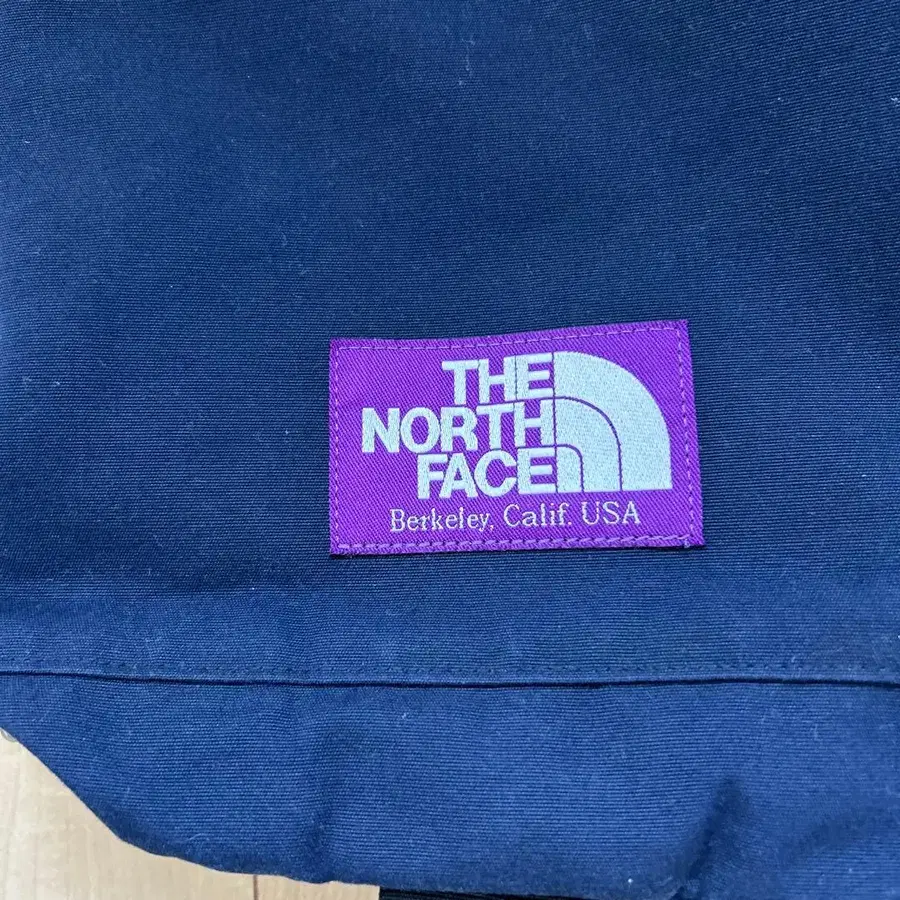 THE
NORTH
FACE
Berkeley, Calif. USA